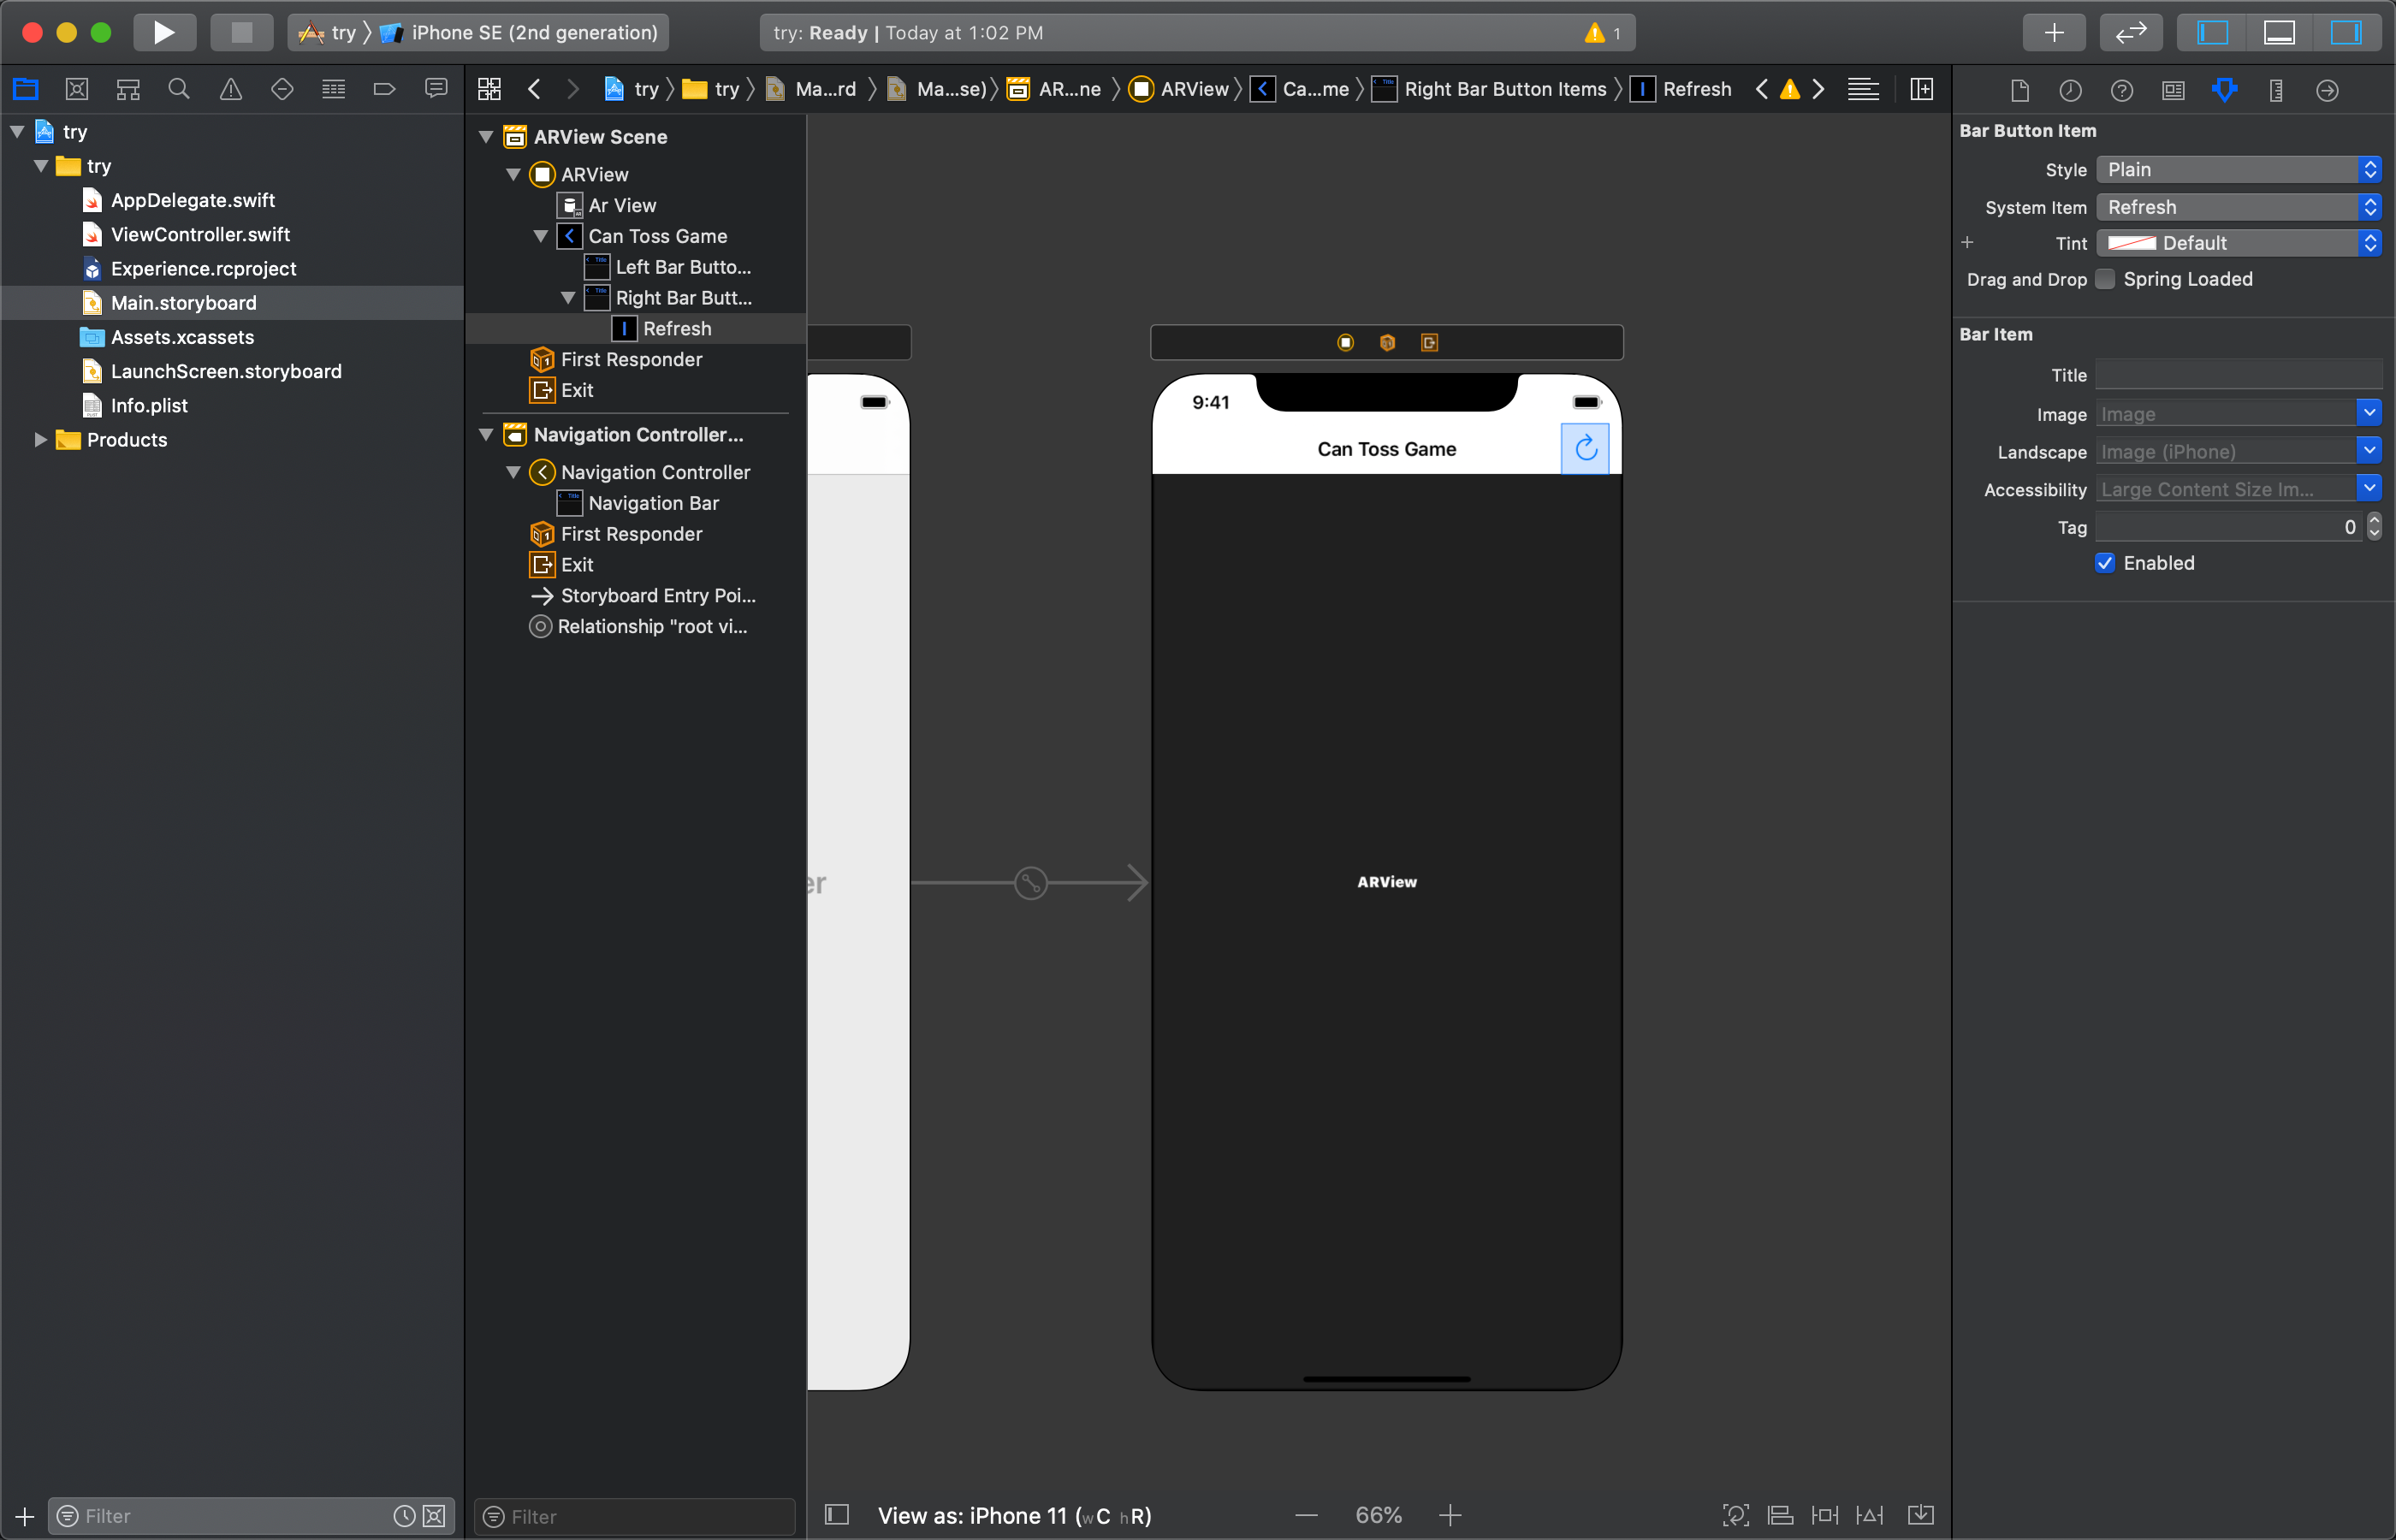 try
iPhone SE (2nd generation)
try: Ready | Today at 1:02 PM
1
try
try
Ma...rd
Ma...se)
AR...ne
ARView
Ca...me
Right Bar Button Items
Refresh
try
try
AppDelegate.swift
ViewController.swift
Experience.rcproject
Main.storyboard
Assets.xcassets
LaunchScreen.storyboard
Info.plist
Products
Filter
ARView Scene
ARView
Ar View
Can Toss Game
Left Bar Butto...
Right Bar Butt...
Refresh
First Responder
Exit
Navigation Controller...
Navigation Controller
Navigation Bar
First Responder
Exit
Storyboard Entry Poi...
Relationship "root vi...
Filter
er
9:41
Can Toss Game
ARView
View as: iPhone 11 (wC hR)
66%
Bar Button Item
Style Plain
System Item Refresh
Tint Default
Drag and Drop Spring Loaded
Bar Item
Title
Image Image
Landscape Image (iPhone)
Accessibility Large Content Size Im...
Tag 0
Enabled